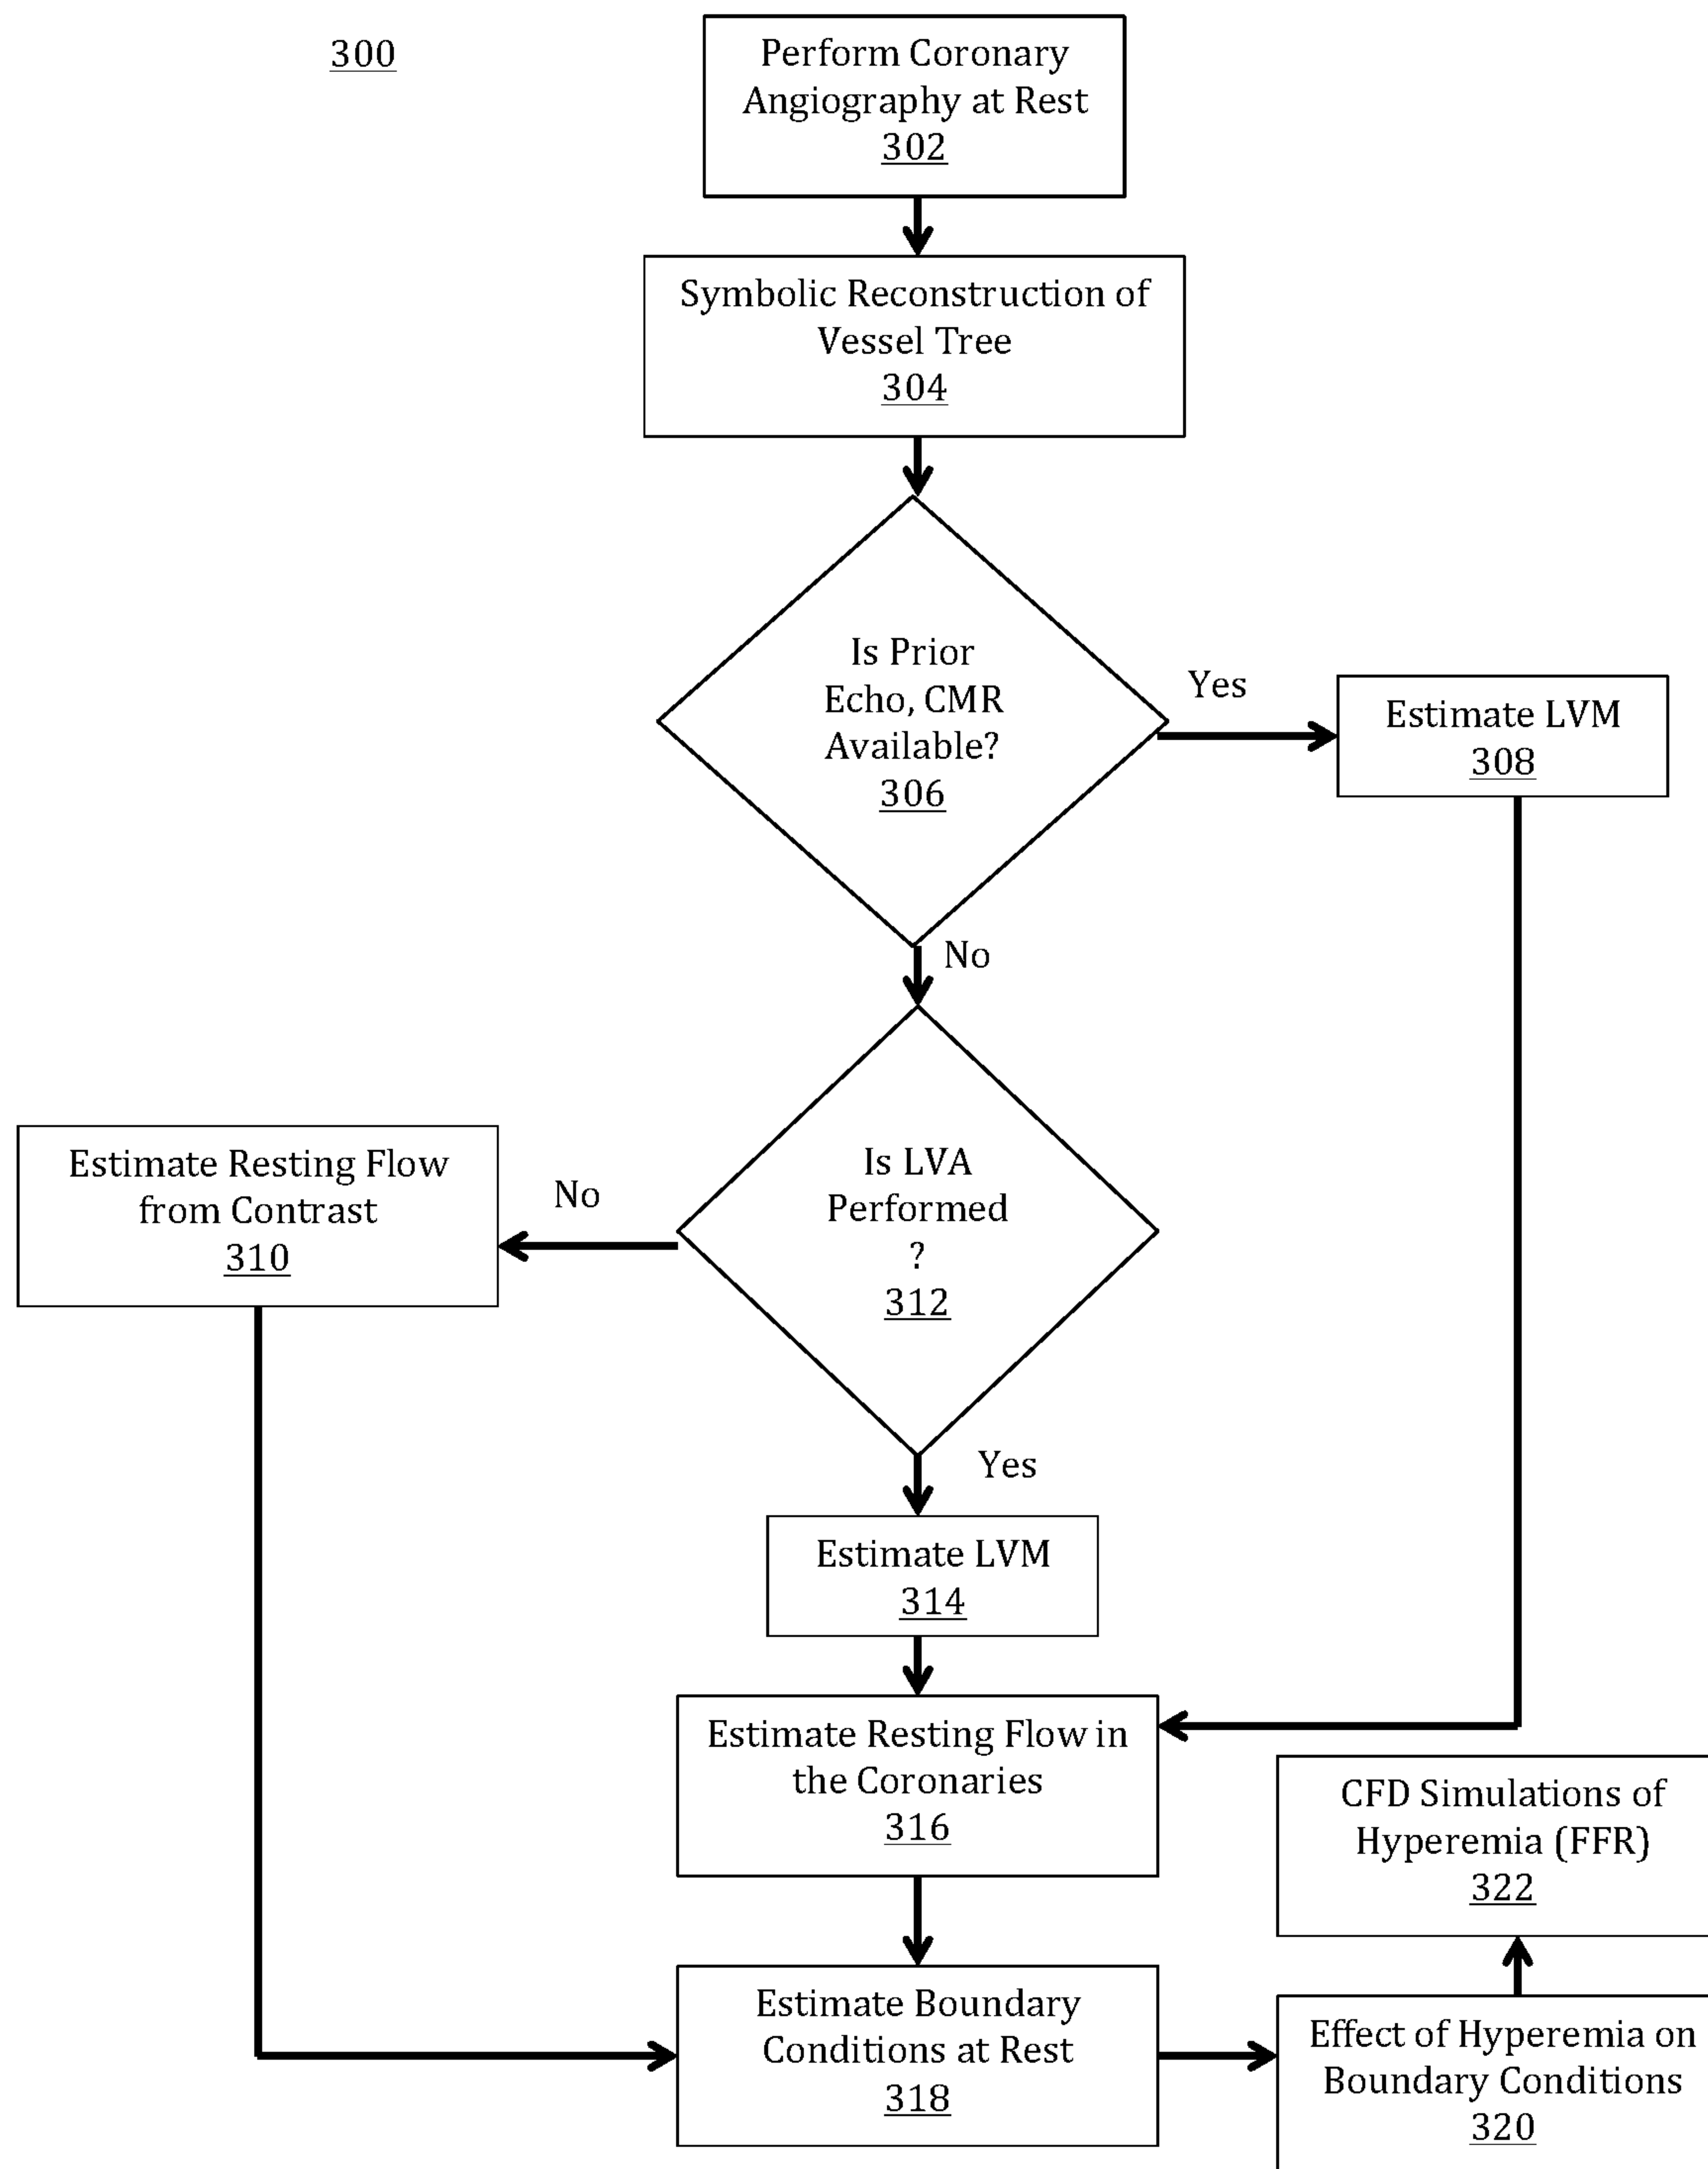 300
Perform Coronary
Angiography at Rest
302
Symbolic Reconstruction of
Vessel Tree
304
Is Prior
Echo, CMR
Available?
306
Yes
Estimate LVM
308
No
Is LVA
Performed
?
312
No
Estimate Resting Flow
from Contrast
310
Yes
Estimate LVM
314
Estimate Resting Flow in
the Coronaries
316
Estimate Boundary
Conditions at Rest
318
Effect of Hyperemia on
Boundary Conditions
320
CFD Simulations of
Hyperemia (FFR)
322